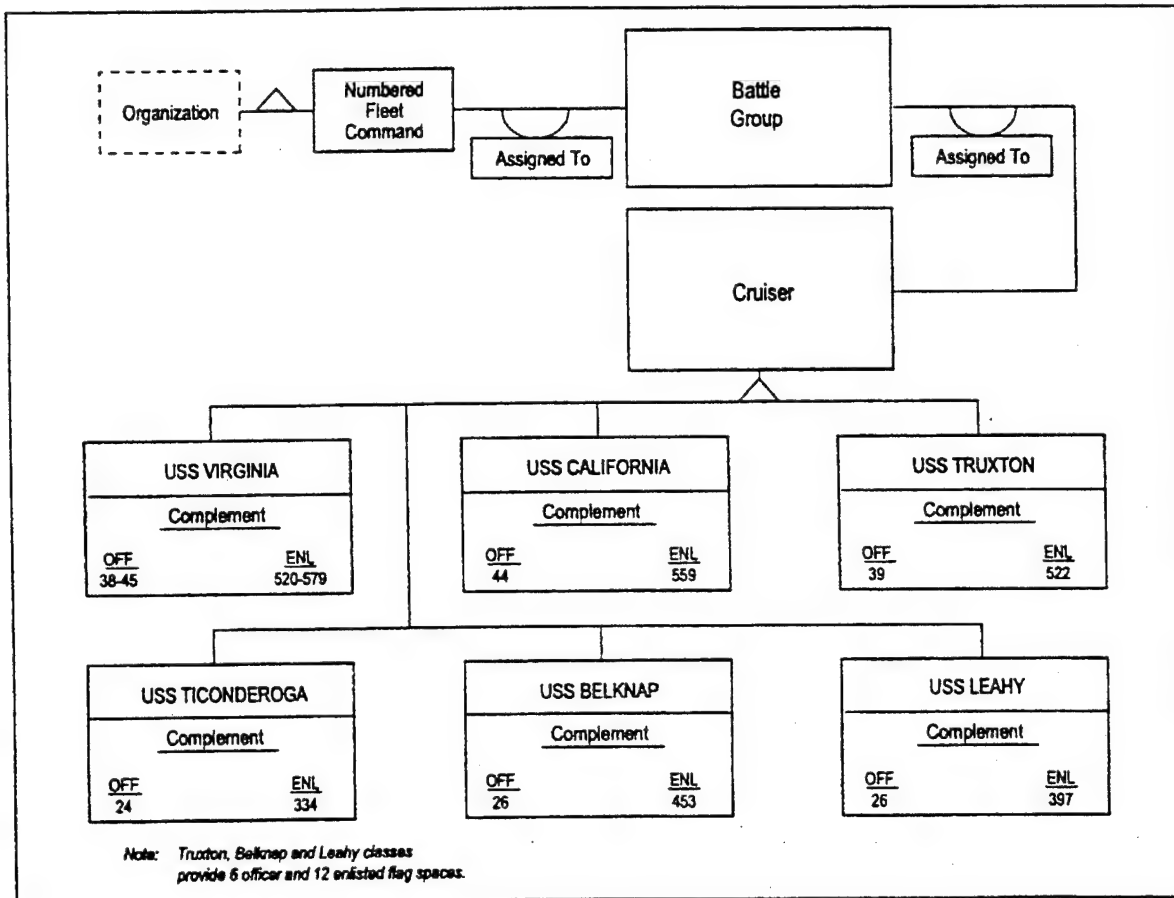 Organization
Numbered
Fleet
Command
Assigned To
Battle
Group
Assigned To
Cruiser
USS VIRGINIA
Complement
OFF ENL
38-45 520-579
USS CALIFORNIA
Complement
OFF ENL
44 559
USS TRUXTON
Complement
OFF ENL
39 522
USS TICONDEROGA
Complement
OFF ENL
24 334
USS BELKNAP
Complement
OFF ENL
26 453
USS LEAHY
Complement
OFF ENL
26 397
Note: Truxton, Belknap and Leahy classes
provide 6 officer and 12 enlisted flag spaces.